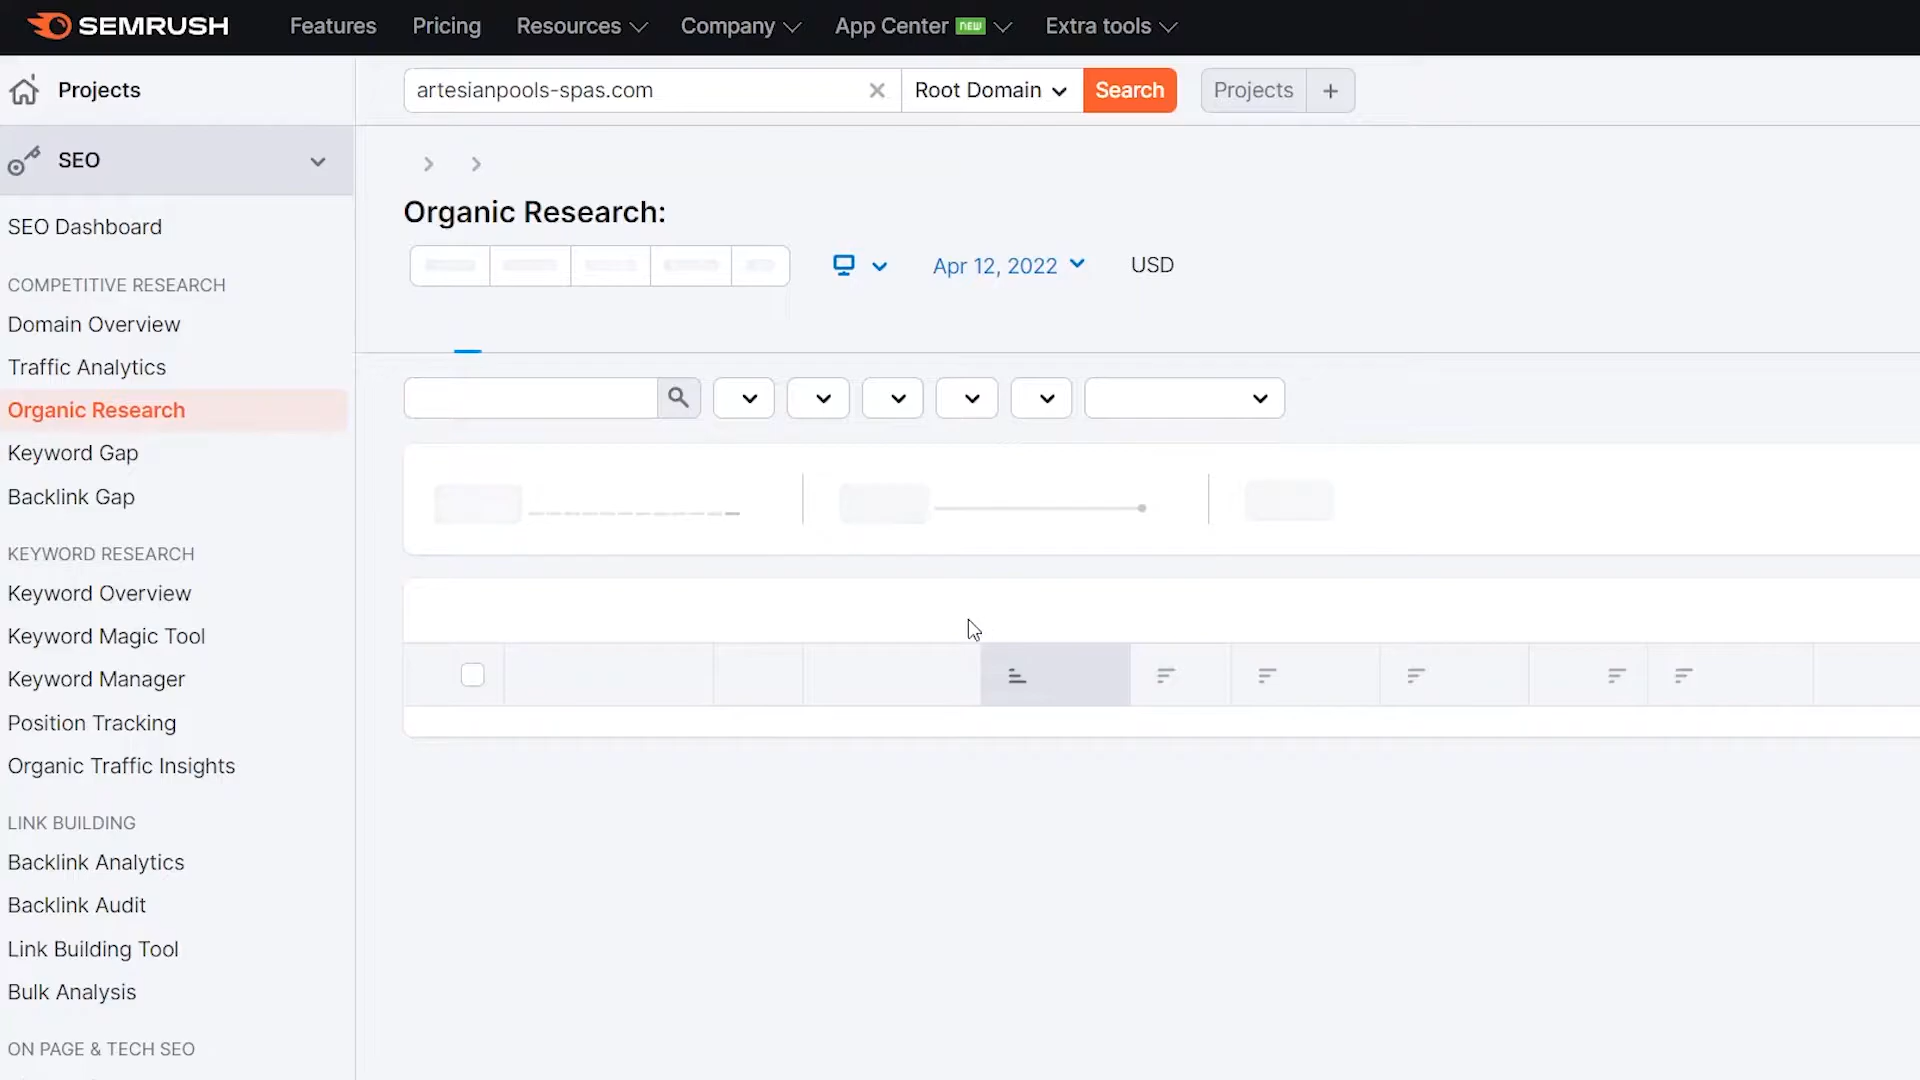 SEMRUSH
Features
Pricing
Resources
Company
App Center NEW
Extra tools
Projects
artesianpools-spas.com
Root Domain
Search
Projects +
SEO
SEO Dashboard
COMPETITIVE RESEARCH
Domain Overview
Traffic Analytics
Organic Research
Keyword Gap
Backlink Gap
KEYWORD RESEARCH
Keyword Overview
Keyword Magic Tool
Keyword Manager
Position Tracking
Organic Traffic Insights
LINK BUILDING
Backlink Analytics
Backlink Audit
Link Building Tool
Bulk Analysis
ON PAGE & TECH SEO
Organic Research:
Apr 12, 2022
USD